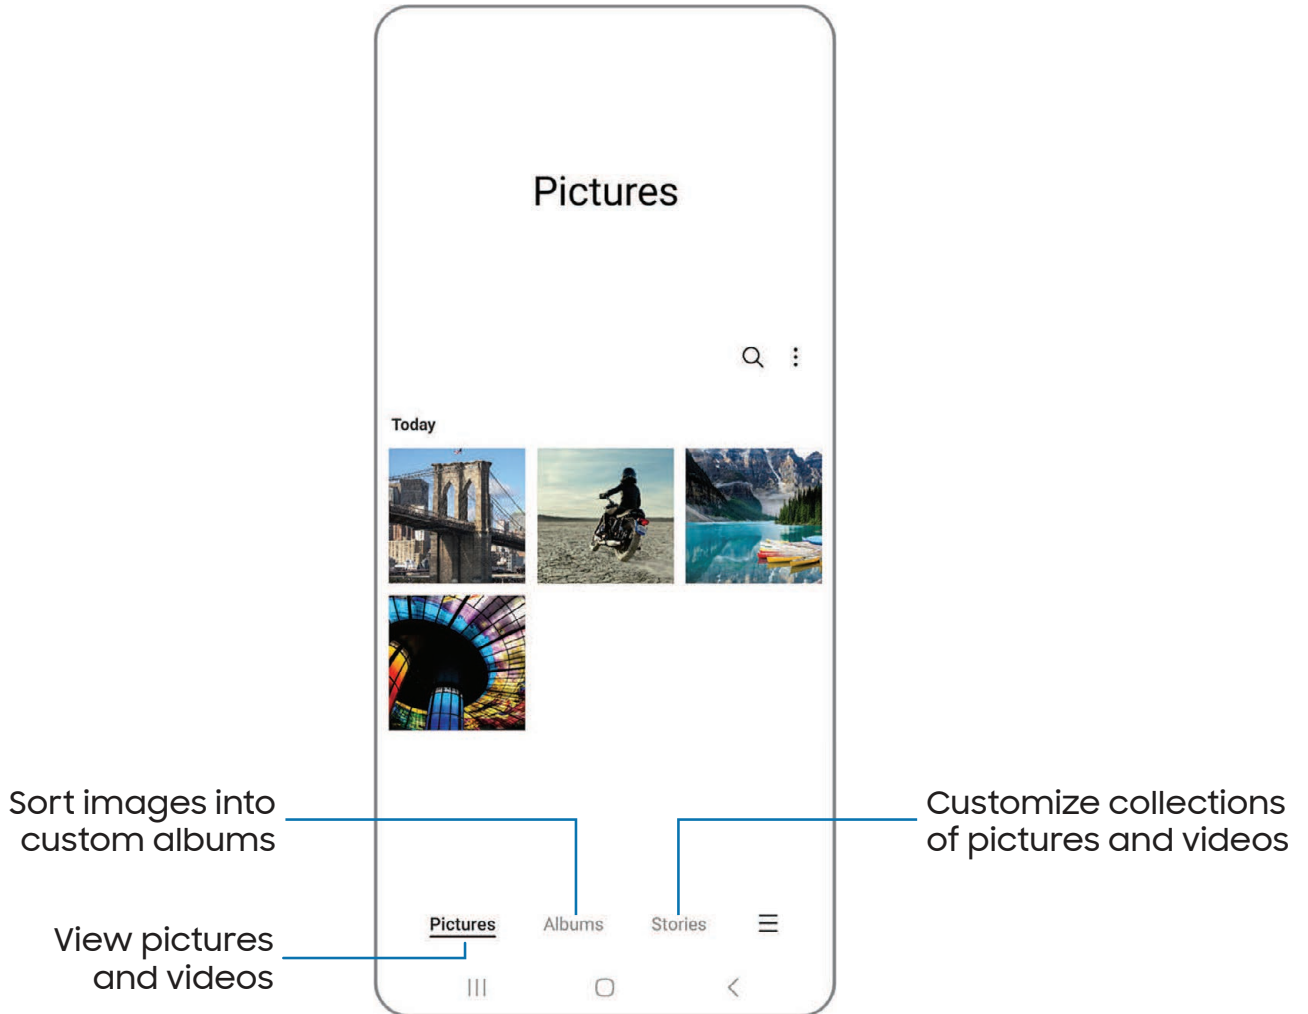 Pictures
Today
Sort images into
custom albums
Customize collections
of pictures and videos
Pictures
Albums
Stories
View pictures
and videos